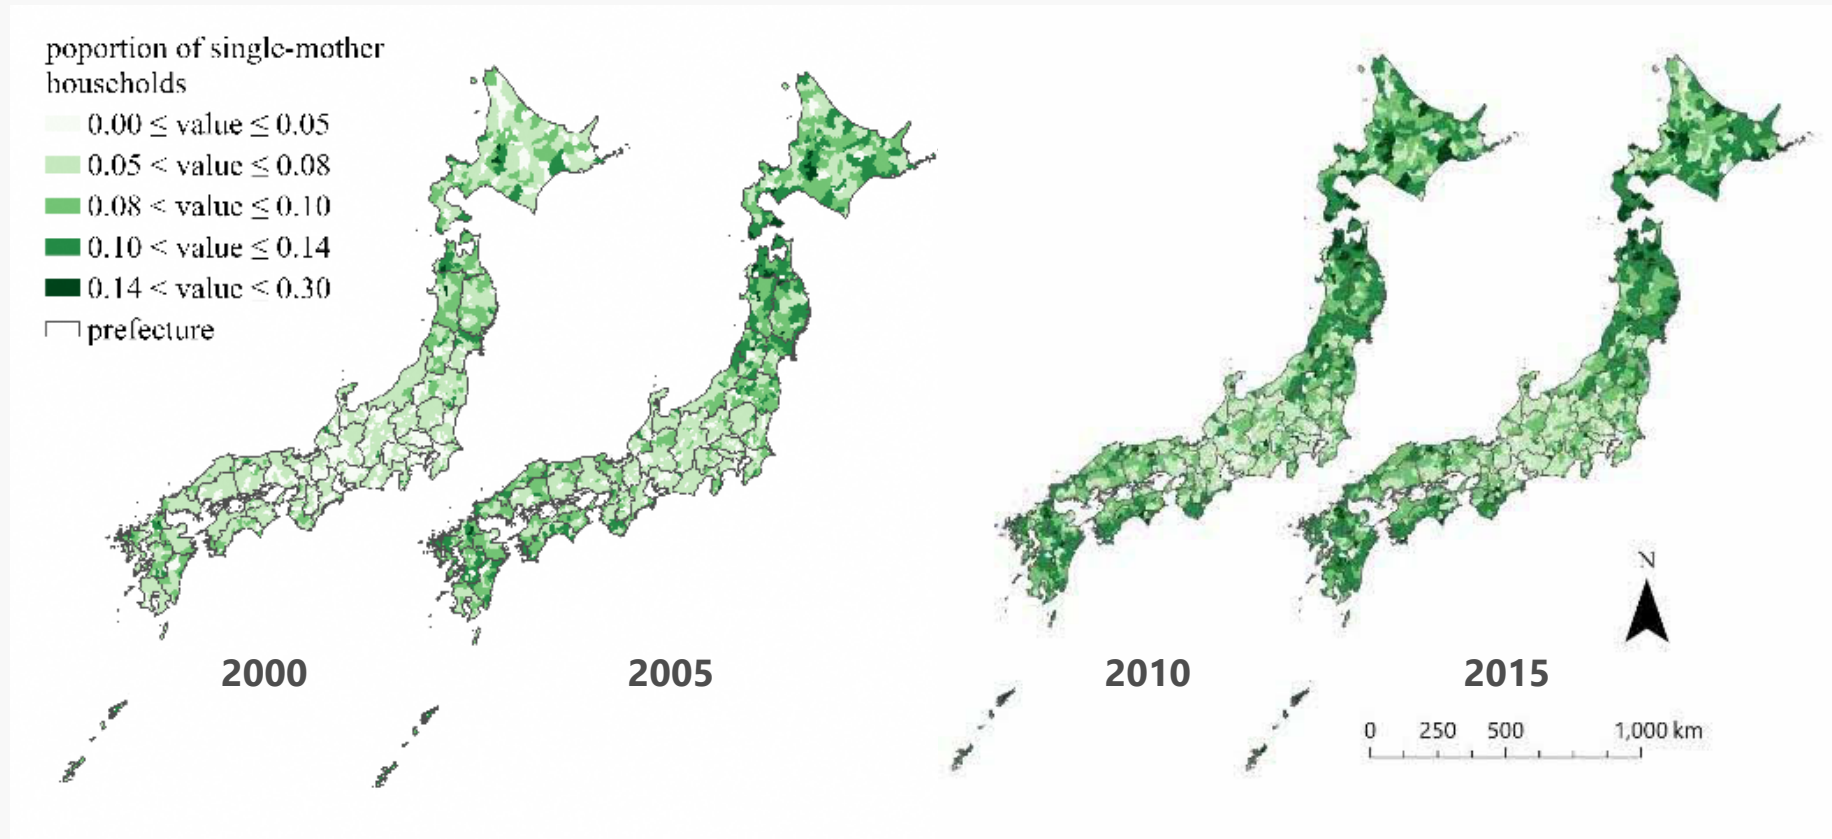 poportion of single-mother
households
0.00 ≤ value ≤ 0.05
0.05 < value ≤ 0.08
0.08 < value ≤ 0.10
0.10 < value ≤ 0.14
0.14 < value ≤ 0.30
prefecture
2000
2005
2010
2015
N
0 250 500 1,000 km